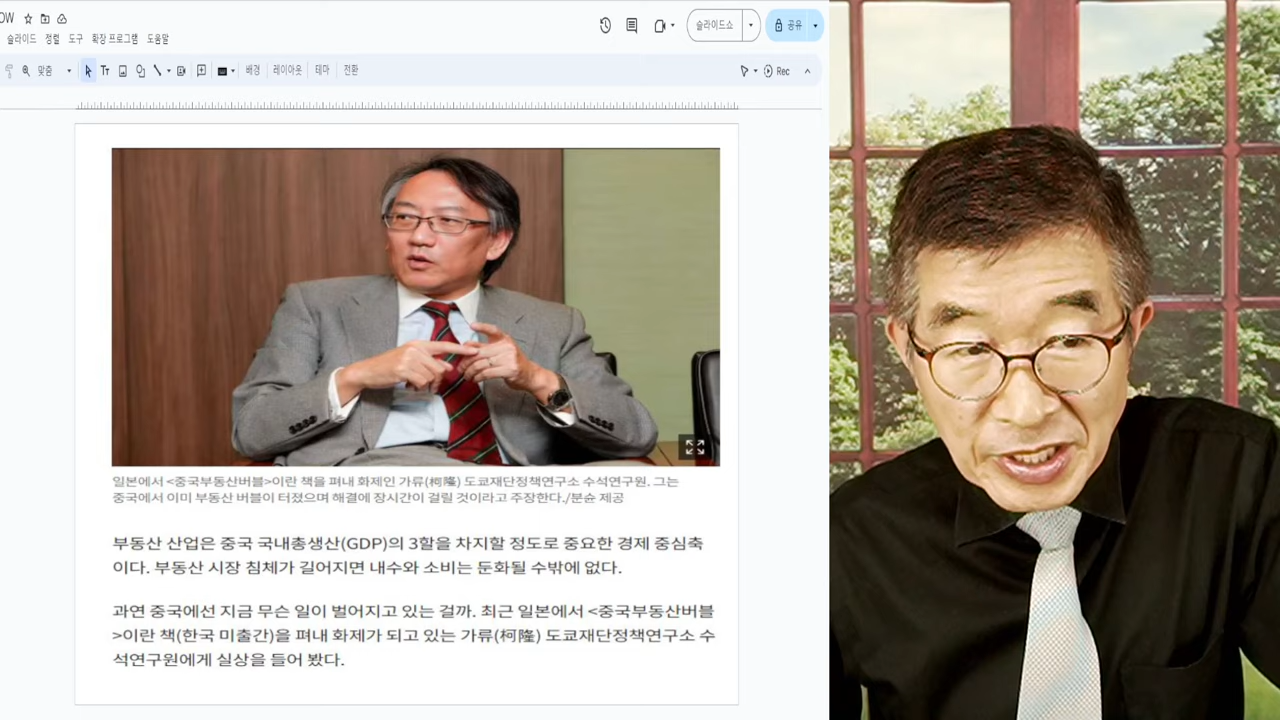 OW
슬라이드 정렬 도구 확장 프로그램 도움말
맞춤 Tт 배경 레이아웃 테마 전환
슬라이드쇼 공유
Rec
일본에서 <중국부동산버블>이란 책을 펴내 화제인 가류(柯隆) 도쿄재단정책연구소 수석연구원. 그는
중국에서 이미 부동산 버블이 터졌으며 해결에 장시간이 걸릴 것이라고 주장한다./분슌 제공
부동산 산업은 중국 국내총생산(GDP)의 3할을 차지할 정도로 중요한 경제 중심축
이다. 부동산 시장 침체가 길어지면 내수와 소비는 둔화될 수밖에 없다.
과연 중국에선 지금 무슨 일이 벌어지고 있는 걸까. 최근 일본에서 <중국부동산버블
>이란 책(한국 미출간)을 펴내 화제가 되고 있는 가류(柯隆) 도쿄재단정책연구소 수
석연구원에게 실상을 들어 봤다.